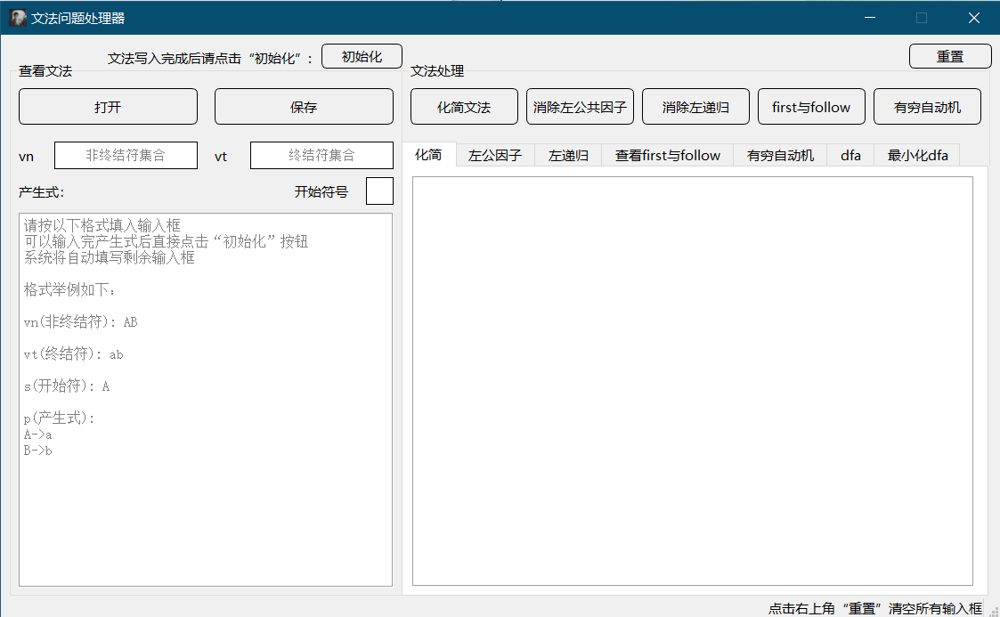 文法问题处理器
文法写入完成后请点击“初始化”：
初始化
重置
查看文法
文法处理
打开
保存
化简文法
消除左公共因子
消除左递归
first与follow
有穷自动机
vn
非终结符集合
vt
终结符集合
化简
左公因子
左递归
查看first与follow
有穷自动机
dfa
最小化dfa
产生式：
开始符号
请按以下格式填入输入框
可以输入完产生式后直接点击“初始化”按钮
系统将自动填写剩余输入框
格式举例如下：
vn(非终结符): AB
vt(终结符): ab
s(开始符): A
p(产生式):
A->a
B->b
点击右上角“重置”清空所有输入框